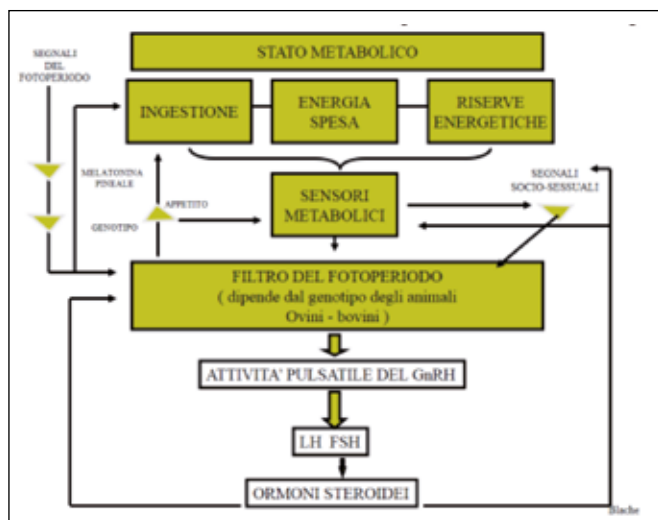 SEGNALI
DEL
FOTOPERIODO
STATO METABOLICO
INGESTIONE
ENERGIA
SPESA
RISERVE
ENERGETICHE
MELATONINA
PINEALE
APPETITO
GENOTIPO
SENSORI
METABOLICI
SEGNALI
SOCIO-SESSUALI
FILTRO DEL FOTOPERIODO
( dipende dal genotipo degli animali
Ovini - bovini )
ATTIVITA' PULSATILE DEL GnRH
LH FSH
ORMONI STEROIDEI
Blache